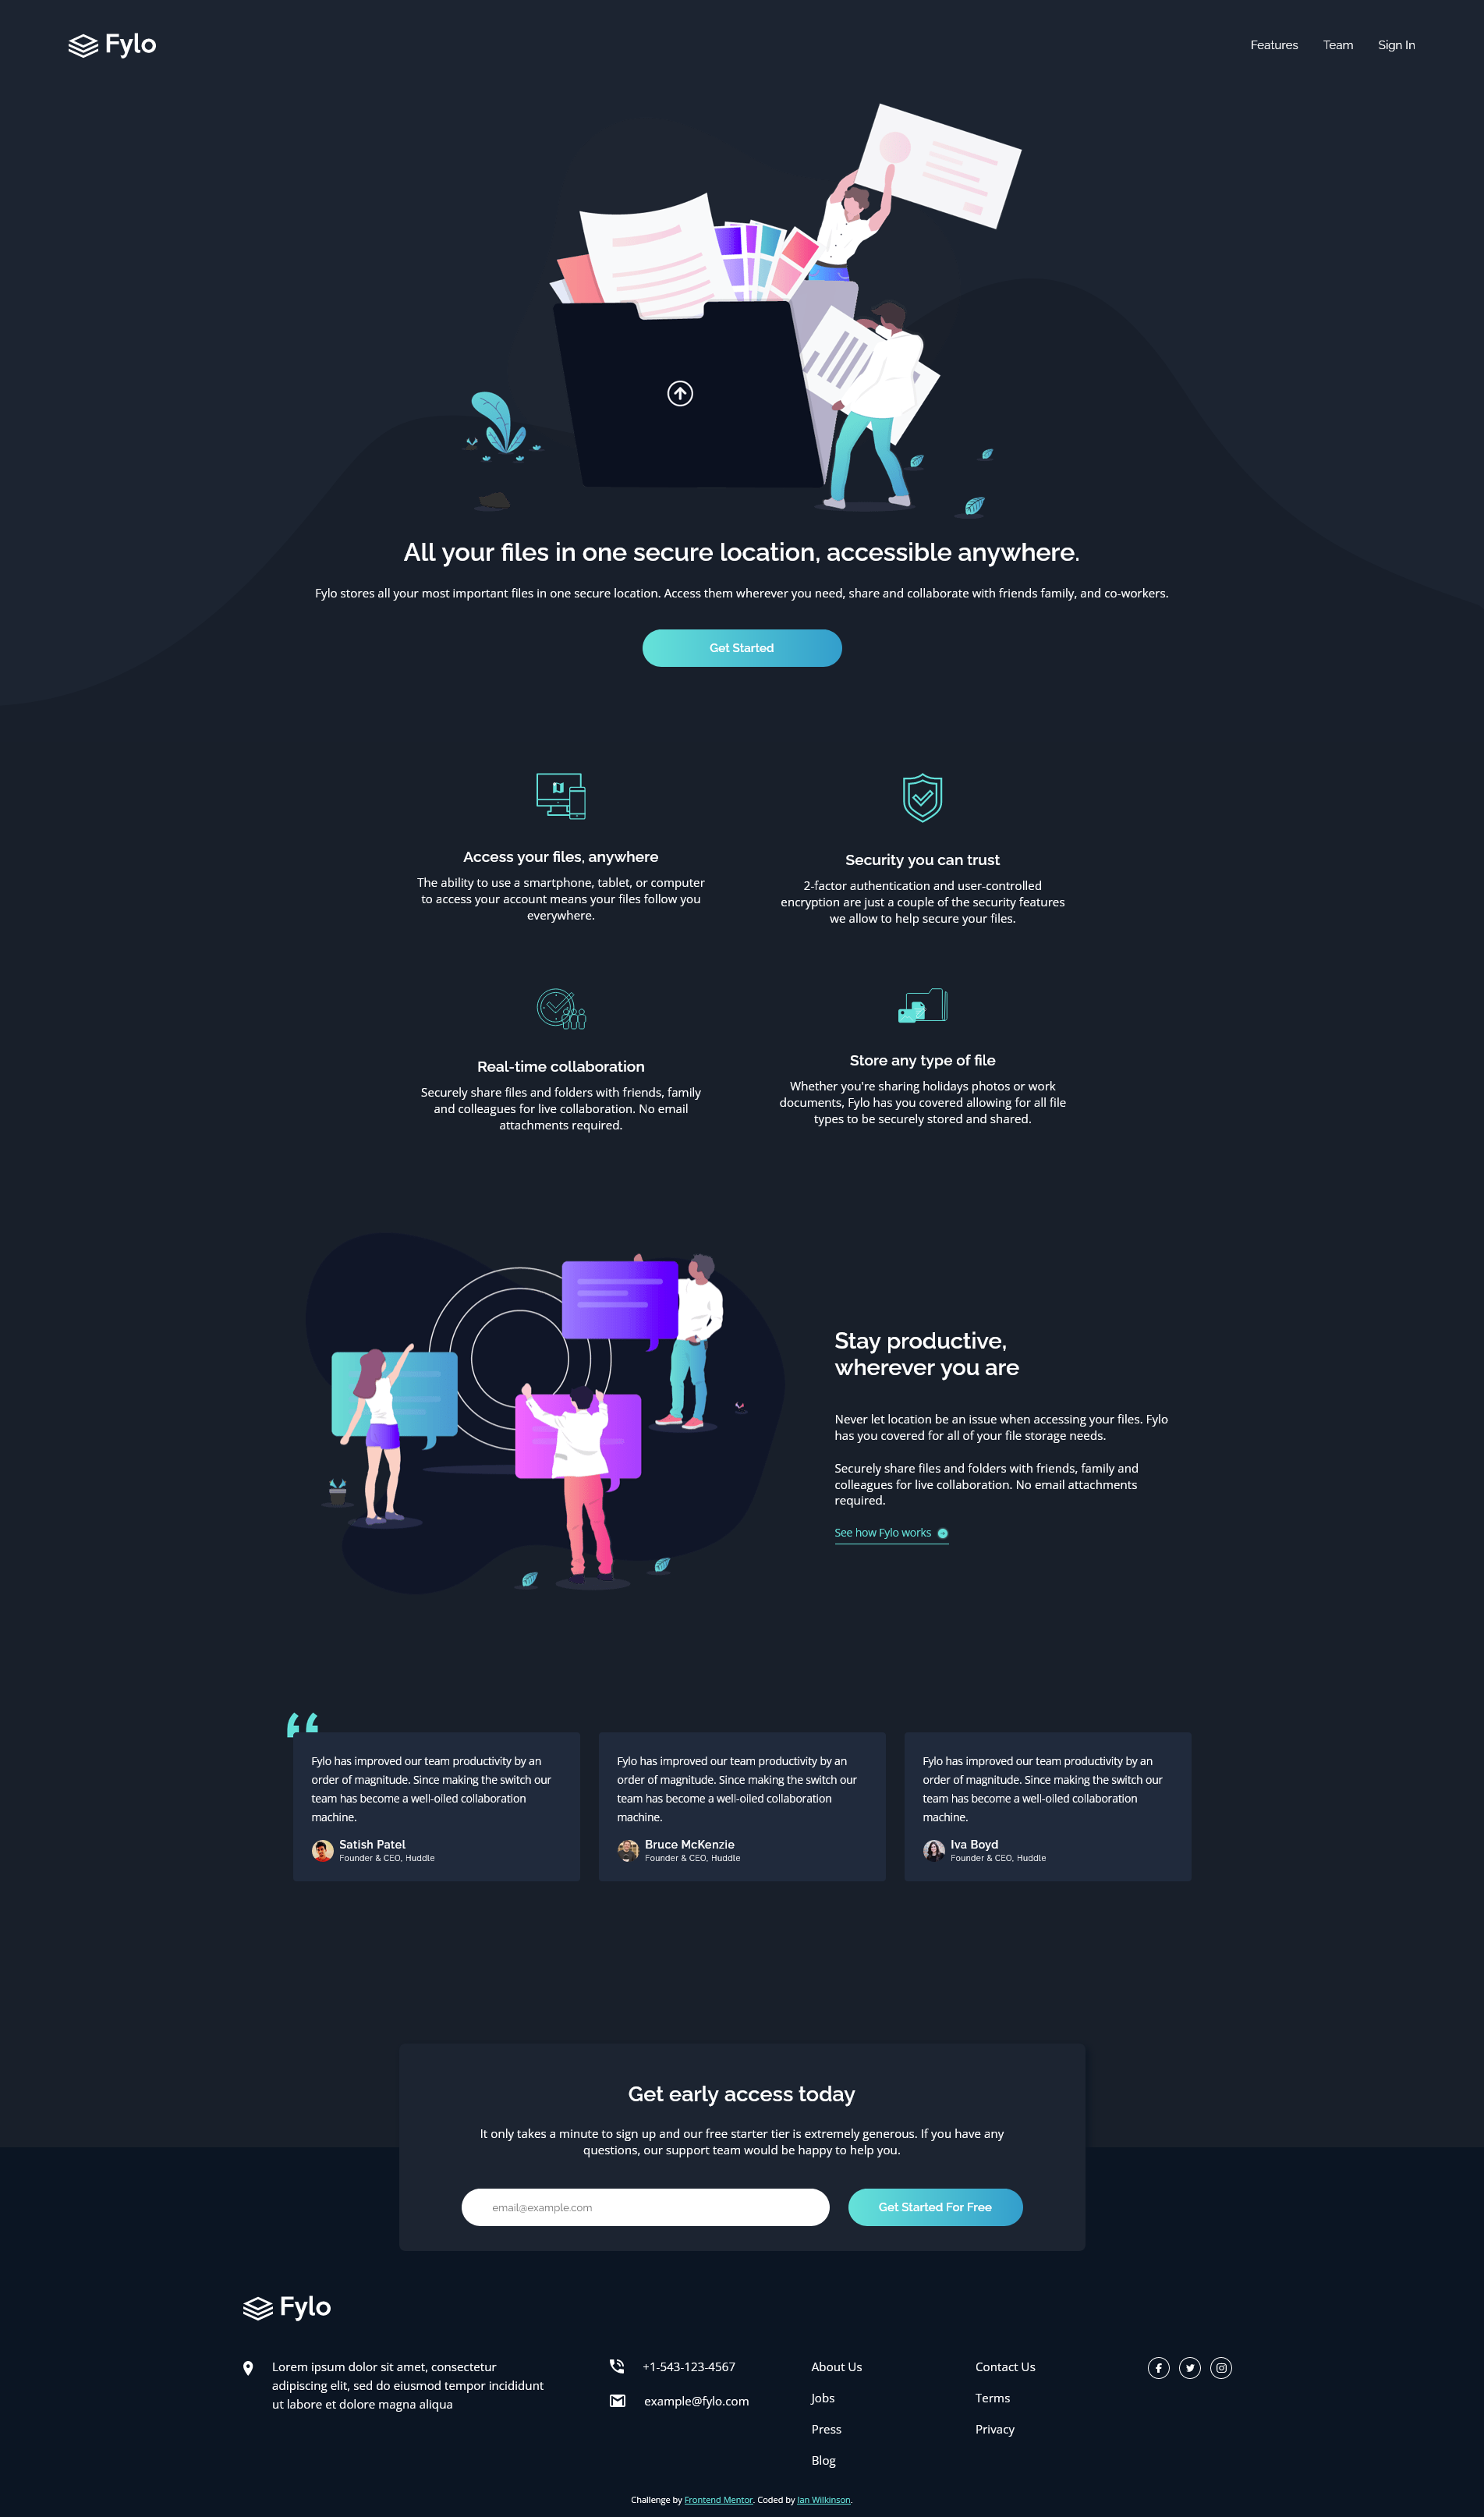 Fylo
Features Team Sign In
All your files in one secure location, accessible anywhere.
Fylo stores all your most important files in one secure location. Access them wherever you need, share and collaborate with friends family, and co-workers.
Get Started
Access your files, anywhere
The ability to use a smartphone, tablet, or computer
to access your account means your files follow you
everywhere.
Security you can trust
2-factor authentication and user-controlled
encryption are just a couple of the security features
we allow to help secure your files.
Real-time collaboration
Securely share files and folders with friends, family
and colleagues for live collaboration. No email
attachments required.
Store any type of file
Whether you're sharing holidays photos or work
documents, Fylo has you covered allowing for all file
types to be securely stored and shared.
Stay productive,
wherever you are
Never let location be an issue when accessing your files. Fylo
has you covered for all of your file storage needs.
Securely share files and folders with friends, family and
colleagues for live collaboration. No email attachments
required.
See how Fylo works
“
Fylo has improved our team productivity by an
order of magnitude. Since making the switch our
team has become a well-oiled collaboration
machine.
Satish Patel
Founder & CEO, Huddle
Fylo has improved our team productivity by an
order of magnitude. Since making the switch our
team has become a well-oiled collaboration
machine.
Bruce McKenzie
Founder & CEO, Huddle
Fylo has improved our team productivity by an
order of magnitude. Since making the switch our
team has become a well-oiled collaboration
machine.
Iva Boyd
Founder & CEO, Huddle
Get early access today
It only takes a minute to sign up and our free starter tier is extremely generous. If you have any
questions, our support team would be happy to help you.
email@example.com
Get Started For Free
Fylo
Lorem ipsum dolor sit amet, consectetur
adipiscing elit, sed do eiusmod tempor incididunt
ut labore et dolore magna aliqua
+1-543-123-4567
example@fylo.com
About Us
Jobs
Press
Blog
Contact Us
Terms
Privacy
Challenge by Frontend Mentor. Coded by Ian Wilkinson.